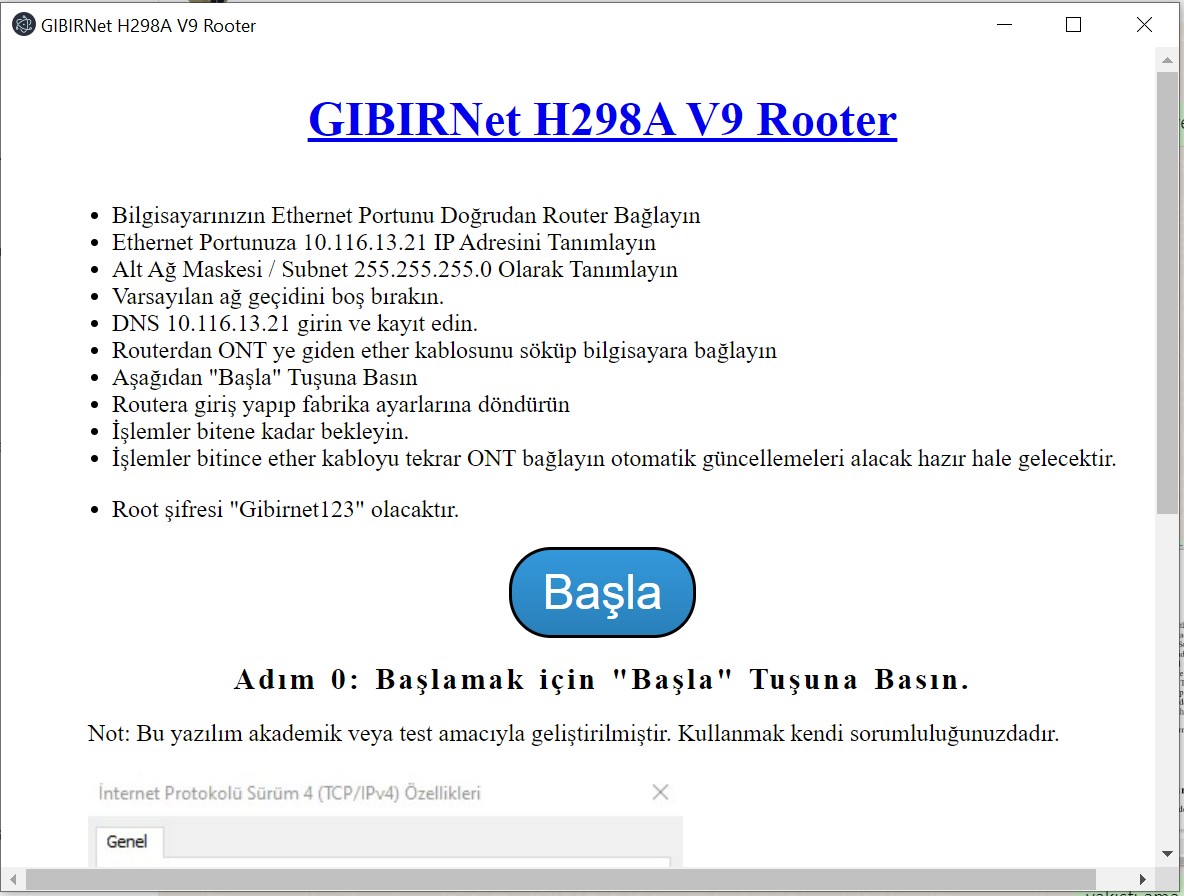 GIBIRNet H298A V9 Rooter
GIBIRNet H298A V9 Rooter
Bilgisayarınızın Ethernet Portunu Doğrudan Router Bağlayın
Ethernet Portunuza 10.116.13.21 IP Adresini Tanımlayın
Alt Ağ Maskesi / Subnet 255.255.255.0 Olarak Tanımlayın
Varsayılan ağ geçidini boş bırakın.
DNS 10.116.13.21 girin ve kayıt edin.
Routerdan ONT ye giden ether kablosunu söküp bilgisayara bağlayın
Aşağıdan "Başla" Tuşuna Basın
Routera giriş yapıp fabrika ayarlarına döndürün
İşlemler bitene kadar bekleyin.
İşlemler bitince ether kabloyu tekrar ONT bağlayın otomatik güncellemeleri alacak hazır hale gelecektir.
Root şifresi "Gibirnet123" olacaktır.
Başla
Adım 0: Başlamak için "Başla" Tuşuna Basın.
Not: Bu yazılım akademik veya test amacıyla geliştirilmiştir. Kullanmak kendi sorumluluğunuzdadır.
İnternet Protokolü Sürüm 4 (TCP/IPv4) Özellikleri
Genel